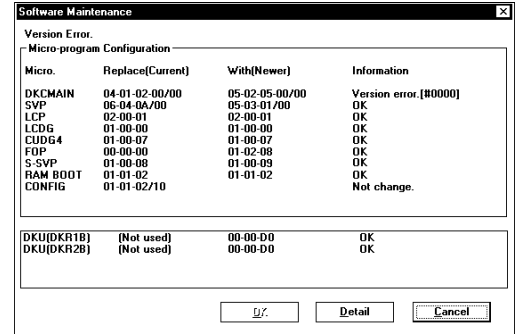 Software Maintenance
Version Error.
Micro-program Configuration
Micro. Replace(Current) With(Newer) Information
DKCMAIN 04-01-02-00/00 05-02-05-00/00 Version error.[#0000]
SVP 06-04-0A/00 05-03-01/00 OK
LCP 02-00-01 02-00-01 OK
LCDG 01-00-00 01-00-00 OK
CUDG4 01-00-07 01-00-07 OK
FOP 00-00-00 01-02-08 OK
S-SVP 01-00-08 01-00-09 OK
RAM BOOT 01-01-02 01-01-02 OK
CONFIG 01-01-02/10 Not change.
DKU(DKR1B) (Not used) 00-00-D0 OK
DKU(DKR2B) (Not used) 00-00-D0 OK
OK Detail Cancel